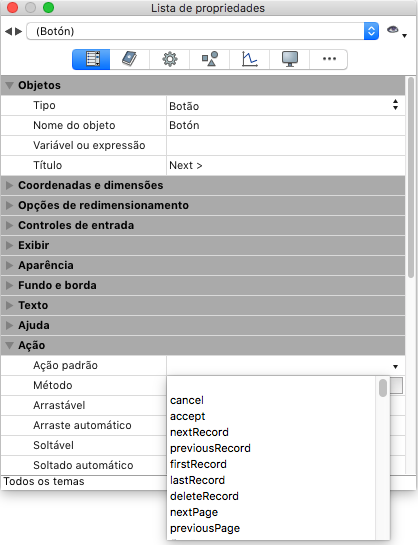 Lista de propriedades
(Botón)
Objetos
Tipo Botão
Nome do objeto Botón
Variável ou expressão
Título Next >
Coordenadas e dimensões
Opções de redimensionamento
Controles de entrada
Exibir
Aparência
Fundo e borda
Texto
Ajuda
Ação
Ação padrão
Método
Arrastável
Arraste automático
Soltável
Soltado automático
Todos os temas
cancel
accept
nextRecord
previousRecord
firstRecord
lastRecord
deleteRecord
nextPage
previousPage